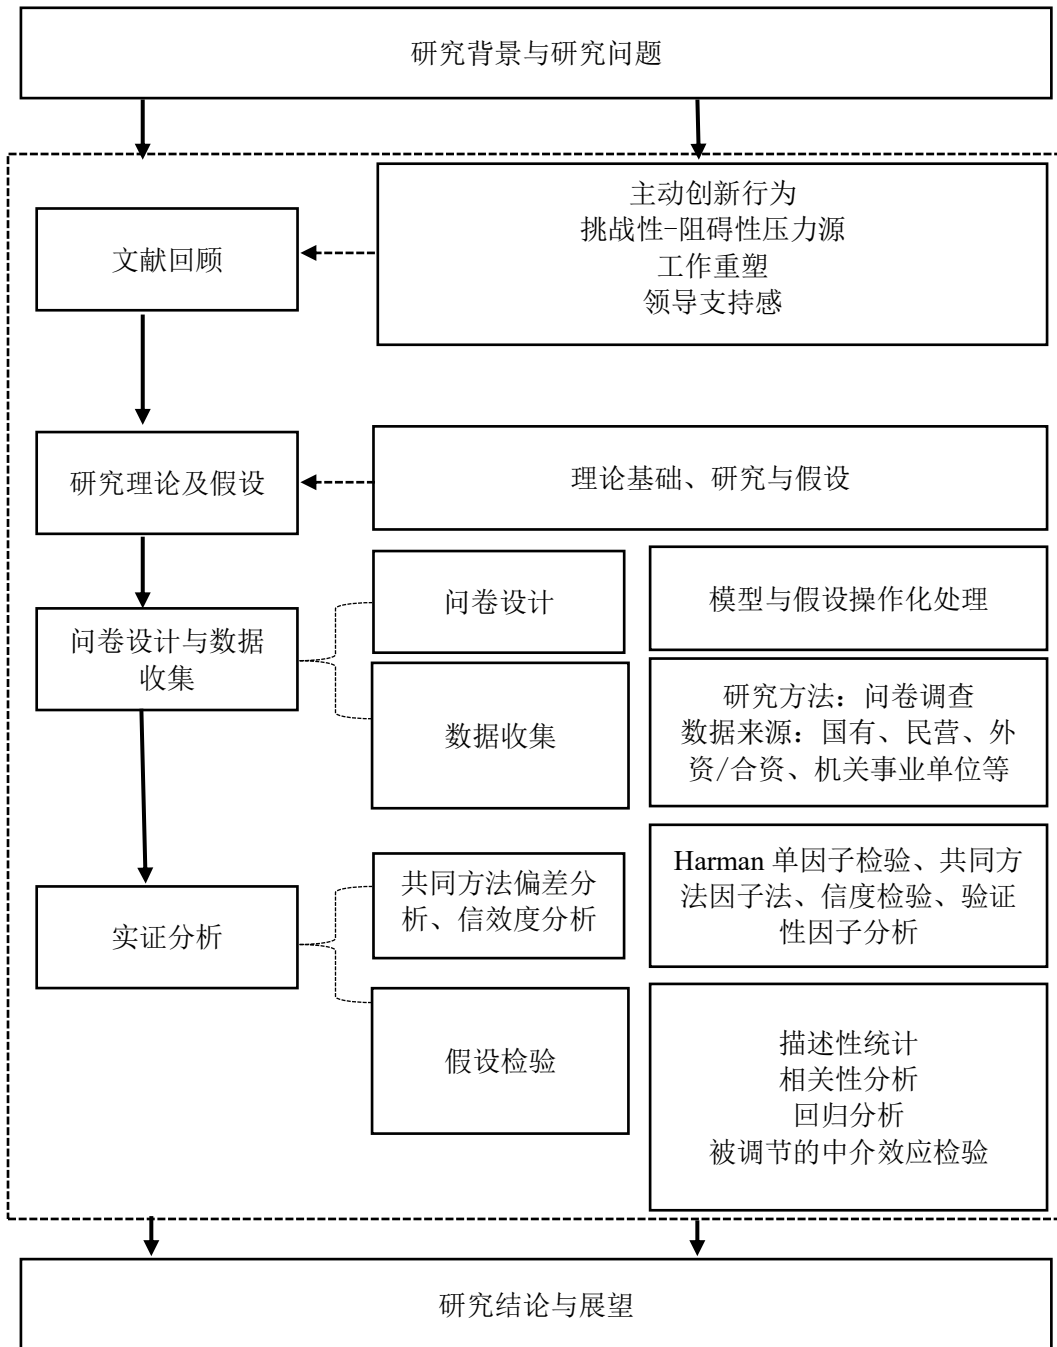 研究背景与研究问题
主动创新行为
挑战性-阻碍性压力源
工作重塑
领导支持感
文献回顾
研究理论及假设
理论基础、研究与假设
问卷设计
模型与假设操作化处理
问卷设计与数据
收集
数据收集
研究方法：问卷调查
数据来源：国有、民营、外
资/合资、机关事业单位等
实证分析
共同方法偏差分
析、信效度分析
Harman 单因子检验、共同方
法因子法、信度检验、验证
性因子分析
假设检验
描述性统计
相关性分析
回归分析
被调节的中介效应检验
研究结论与展望